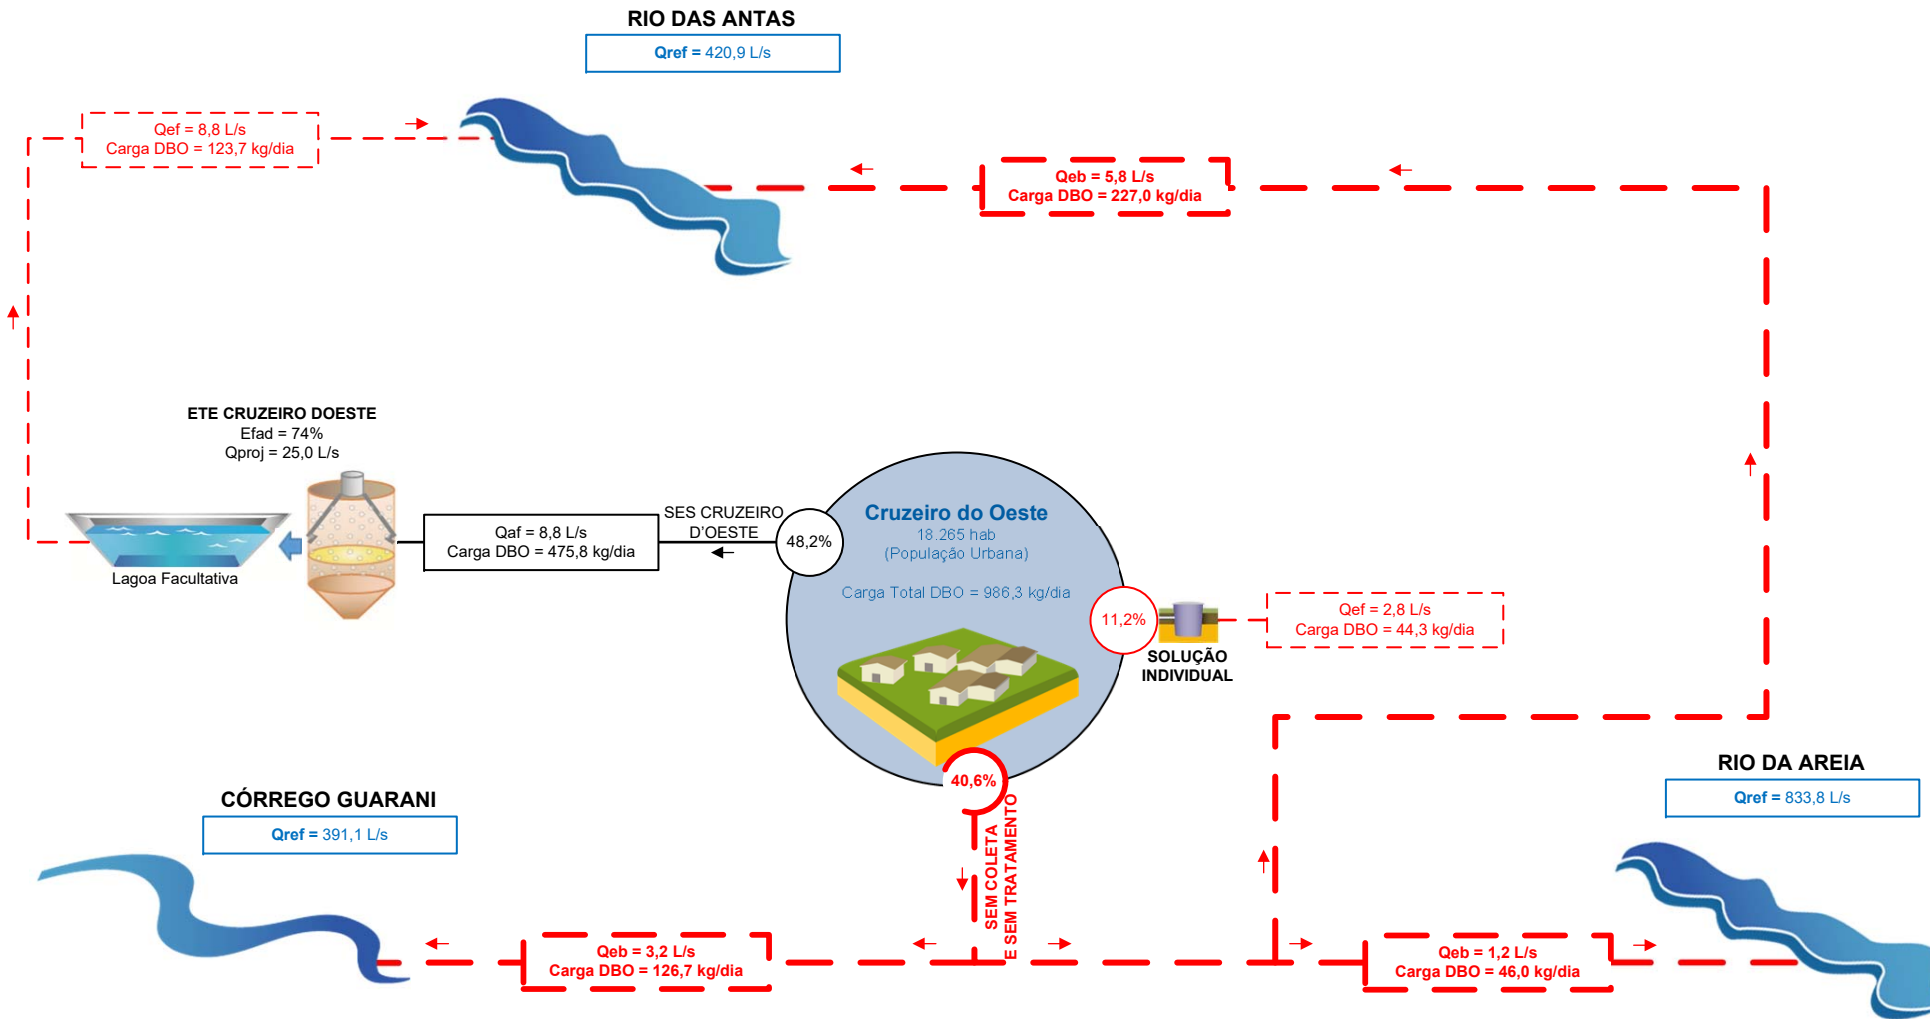 RIO DAS ANTAS
Qref = 420,9 L/s
Qef = 8,8 L/s
Carga DBO = 123,7 kg/dia
Qeb = 5,8 L/s
Carga DBO = 227,0 kg/dia
ETE CRUZEIRO DOESTE
Efad = 74%
Qproj = 25,0 L/s
Lagoa Facultativa
Qaf = 8,8 L/s
Carga DBO = 475,8 kg/dia
SES CRUZEIRO
D'OESTE
48,2%
Cruzeiro do Oeste
18.265 hab
(População Urbana)
Carga Total DBO = 986,3 kg/dia
11,2%
SOLUÇÃO
INDIVIDUAL
Qef = 2,8 L/s
Carga DBO = 44,3 kg/dia
40,6%
SEM COLETA
E SEM TRATAMENTO
CÓRREGO GUARANI
Qref = 391,1 L/s
Qeb = 3,2 L/s
Carga DBO = 126,7 kg/dia
RIO DA AREIA
Qref = 833,8 L/s
Qeb = 1,2 L/s
Carga DBO = 46,0 kg/dia